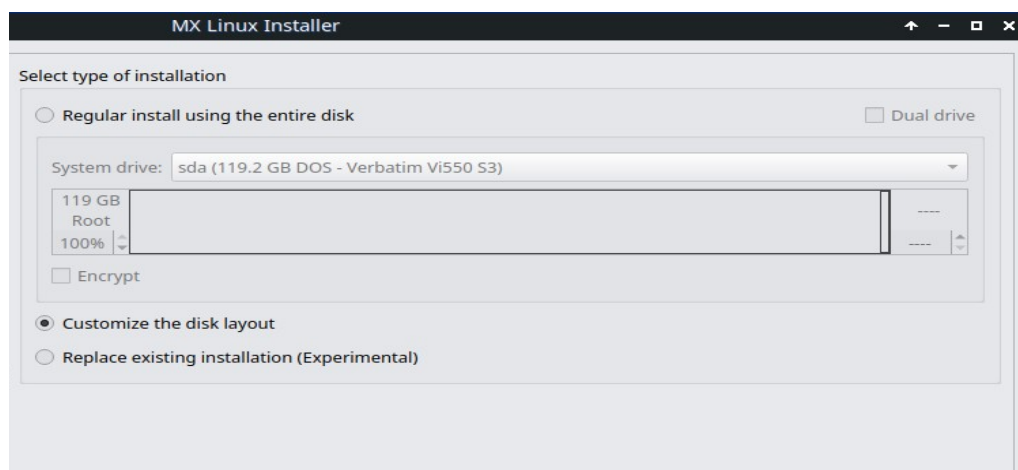 MX Linux Installer
Select type of installation
Regular install using the entire disk
Dual drive
System drive: sda (119.2 GB DOS - Verbatim Vi550 S3)
119 GB
Root
----
100%
----
Encrypt
Customize the disk layout
Replace existing installation (Experimental)